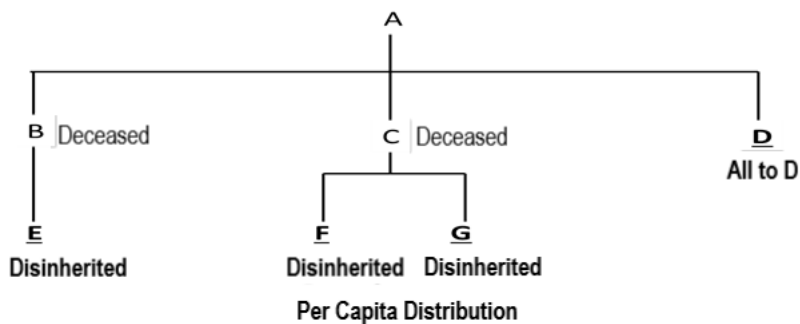 A
B Deceased
C Deceased
D
All to D
E
F
G
Disinherited
Disinherited
Disinherited
Per Capita Distribution